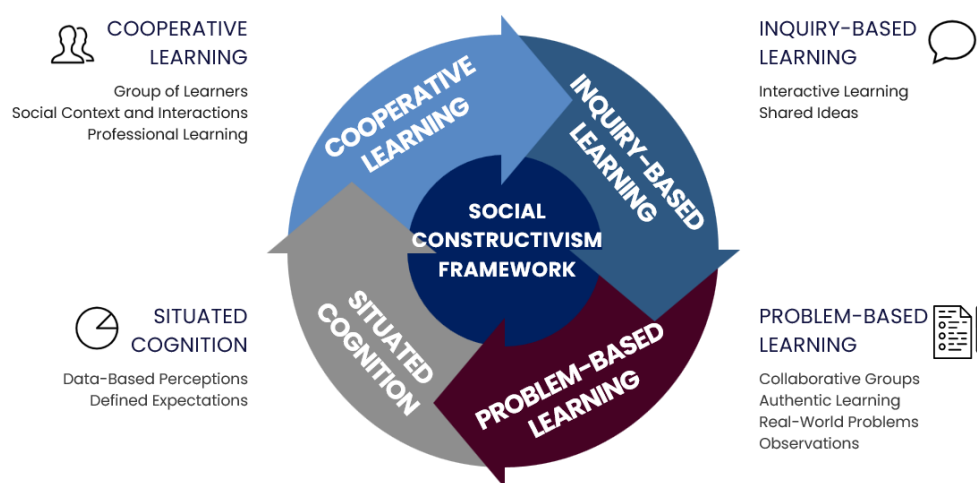 COOPERATIVE
LEARNING
Group of Learners
Social Context and Interactions
Professional Learning
INQUIRY-BASED
LEARNING
Interactive Learning
Shared Ideas
COOPERATIVE
LEARNING
INQUIRY-BASED
LEARNING
SOCIAL
CONSTRUCTIVISM
FRAMEWORK
SITUATED
COGNITION
PROBLEM-BASED
LEARNING
SITUATED
COGNITION
Data-Based Perceptions
Defined Expectations
PROBLEM-BASED
LEARNING
Collaborative Groups
Authentic Learning
Real-World Problems
Observations